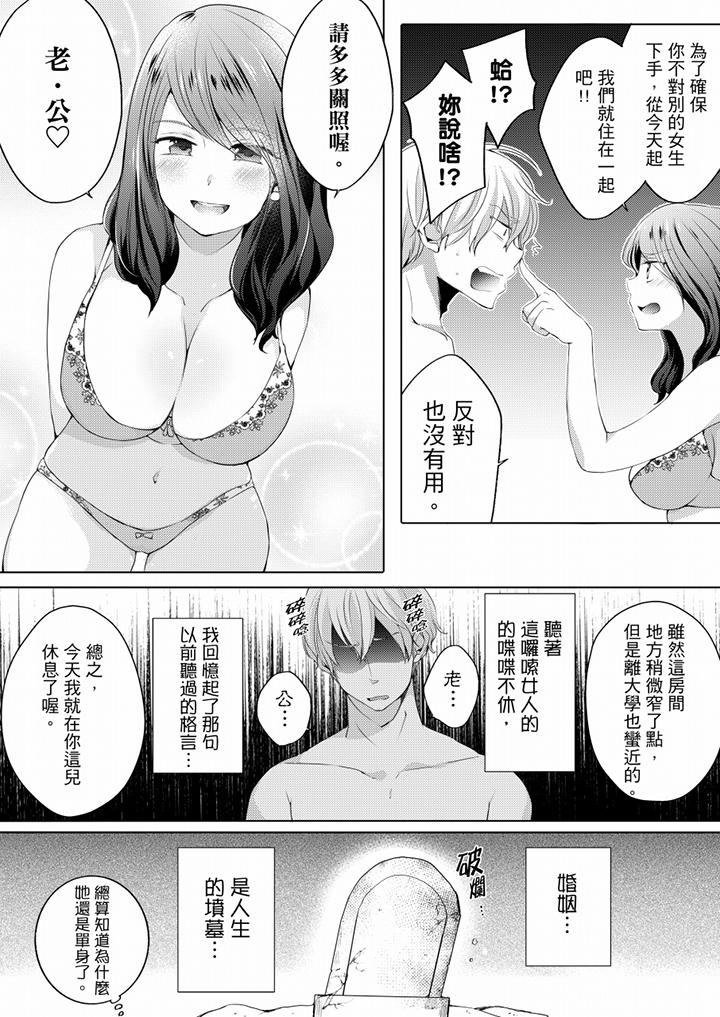 為了確保
你不對別的女生
下手，從今天起
我們就住在一起
吧!!
蛤!?
妳說啥!?
反對
也沒有用。
請多多關照喔。
老・公♡
雖然這房間
地方稍微窄了點，
但是離大學也蠻近的。
聽著
這囉嗦女人的
的喋喋不休，
碎碎唸
碎碎唸
老…
公…
我回憶起了那句
以前聽過的格言…
總之，
今天我就在你這兒
休息了喔。
婚姻…
破爛…
是人生
的墳墓…
總算知道為什麼
她還是單身了。